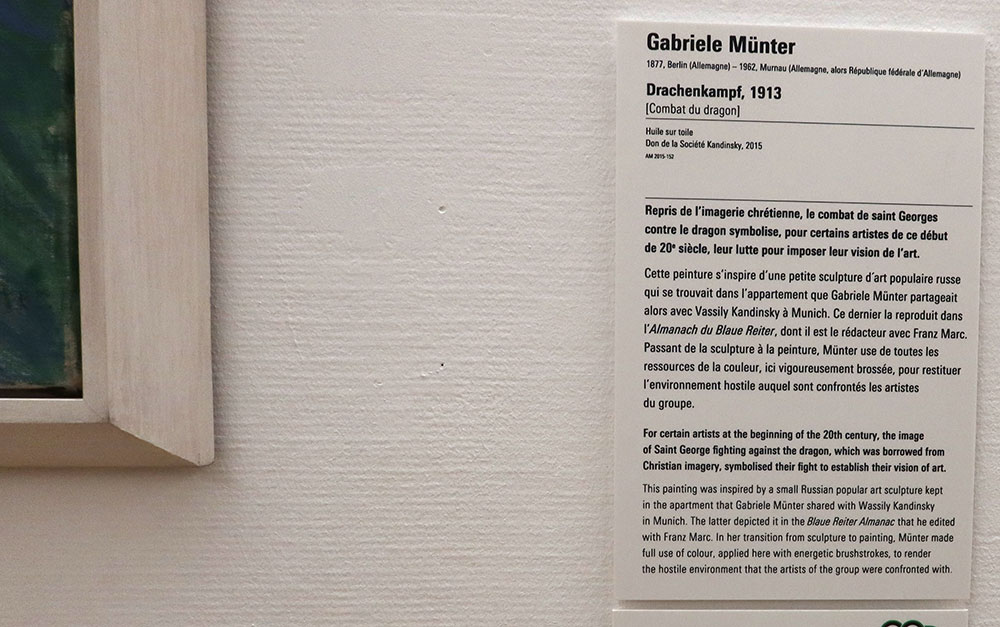 Gabriele Münter
1877, Berlin (Allemagne) – 1962, Murnau (Allemagne, alors République fédérale d'Allemagne)
Drachenkampf, 1913
[Combat du dragon]
Huile sur toile
Don de la Société Kandinsky, 2015
AM 2015-152
Repris de l'imagerie chrétienne, le combat de saint Georges
contre le dragon symbolise, pour certains artistes de ce début
de 20e siècle, leur lutte pour imposer leur vision de l'art.
Cette peinture s'inspire d'une petite sculpture d'art populaire russe
qui se trouvait dans l'appartement que Gabriele Münter partageait
alors avec Vassily Kandinsky à Munich. Ce dernier la reproduit dans
l'Almanach du Blaue Reiter, dont il est le rédacteur avec Franz Marc.
Passant de la sculpture à la peinture, Münter use de toutes les
ressources de la couleur, ici vigoureusement brossée, pour restituer
l'environnement hostile auquel sont confrontés les artistes
du groupe.
For certain artists at the beginning of the 20th century, the image
of Saint George fighting against the dragon, which was borrowed from
Christian imagery, symbolised their fight to establish their vision of art.
This painting was inspired by a small Russian popular art sculpture kept
in the apartment that Gabriele Münter shared with Wassily Kandinsky
in Munich. The latter depicted it in the Blaue Reiter Almanac that he edited
with Franz Marc. In her transition from sculpture to painting, Münter made
full use of colour, applied here with energetic brushstrokes, to render
the hostile environment that the artists of the group were confronted with.